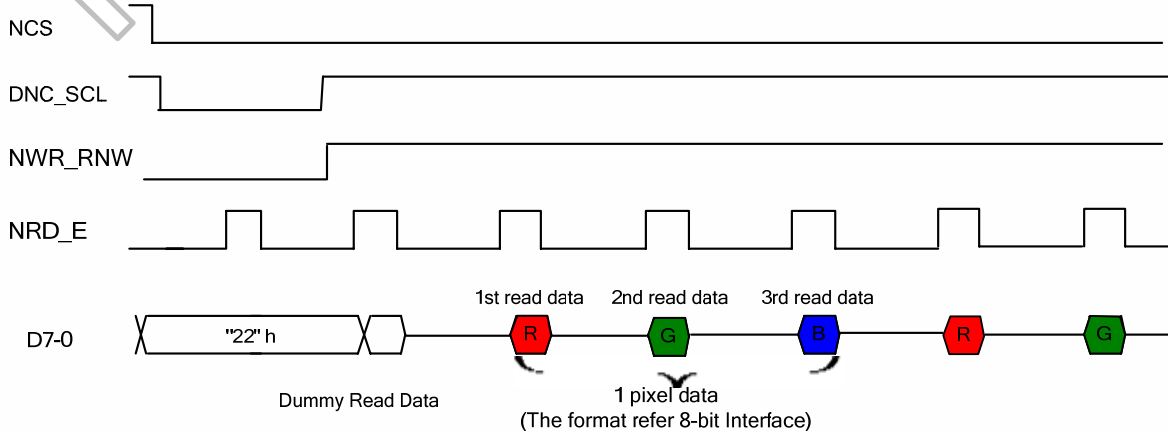 NCS
DNC_SCL
NWR_RNW
NRD_E
1st read data 2nd read data 3rd read data
D7-0 "22" h R G B R G
Dummy Read Data 1 pixel data
(The format refer 8-bit Interface)